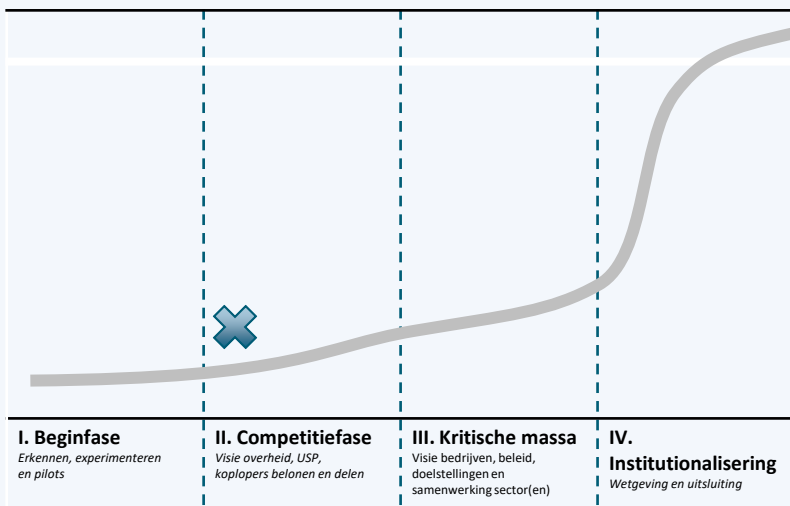 I. Beginfase
Erkennen, experimenteren
en pilots
II. Competitiefase
Visie overheid, USP,
koplopers belonen en delen
III. Kritische massa
Visie bedrijven, beleid,
doelstellingen en
samenwerking sector(en)
IV.
Institutionalisering
Wetgeving en uitsluiting